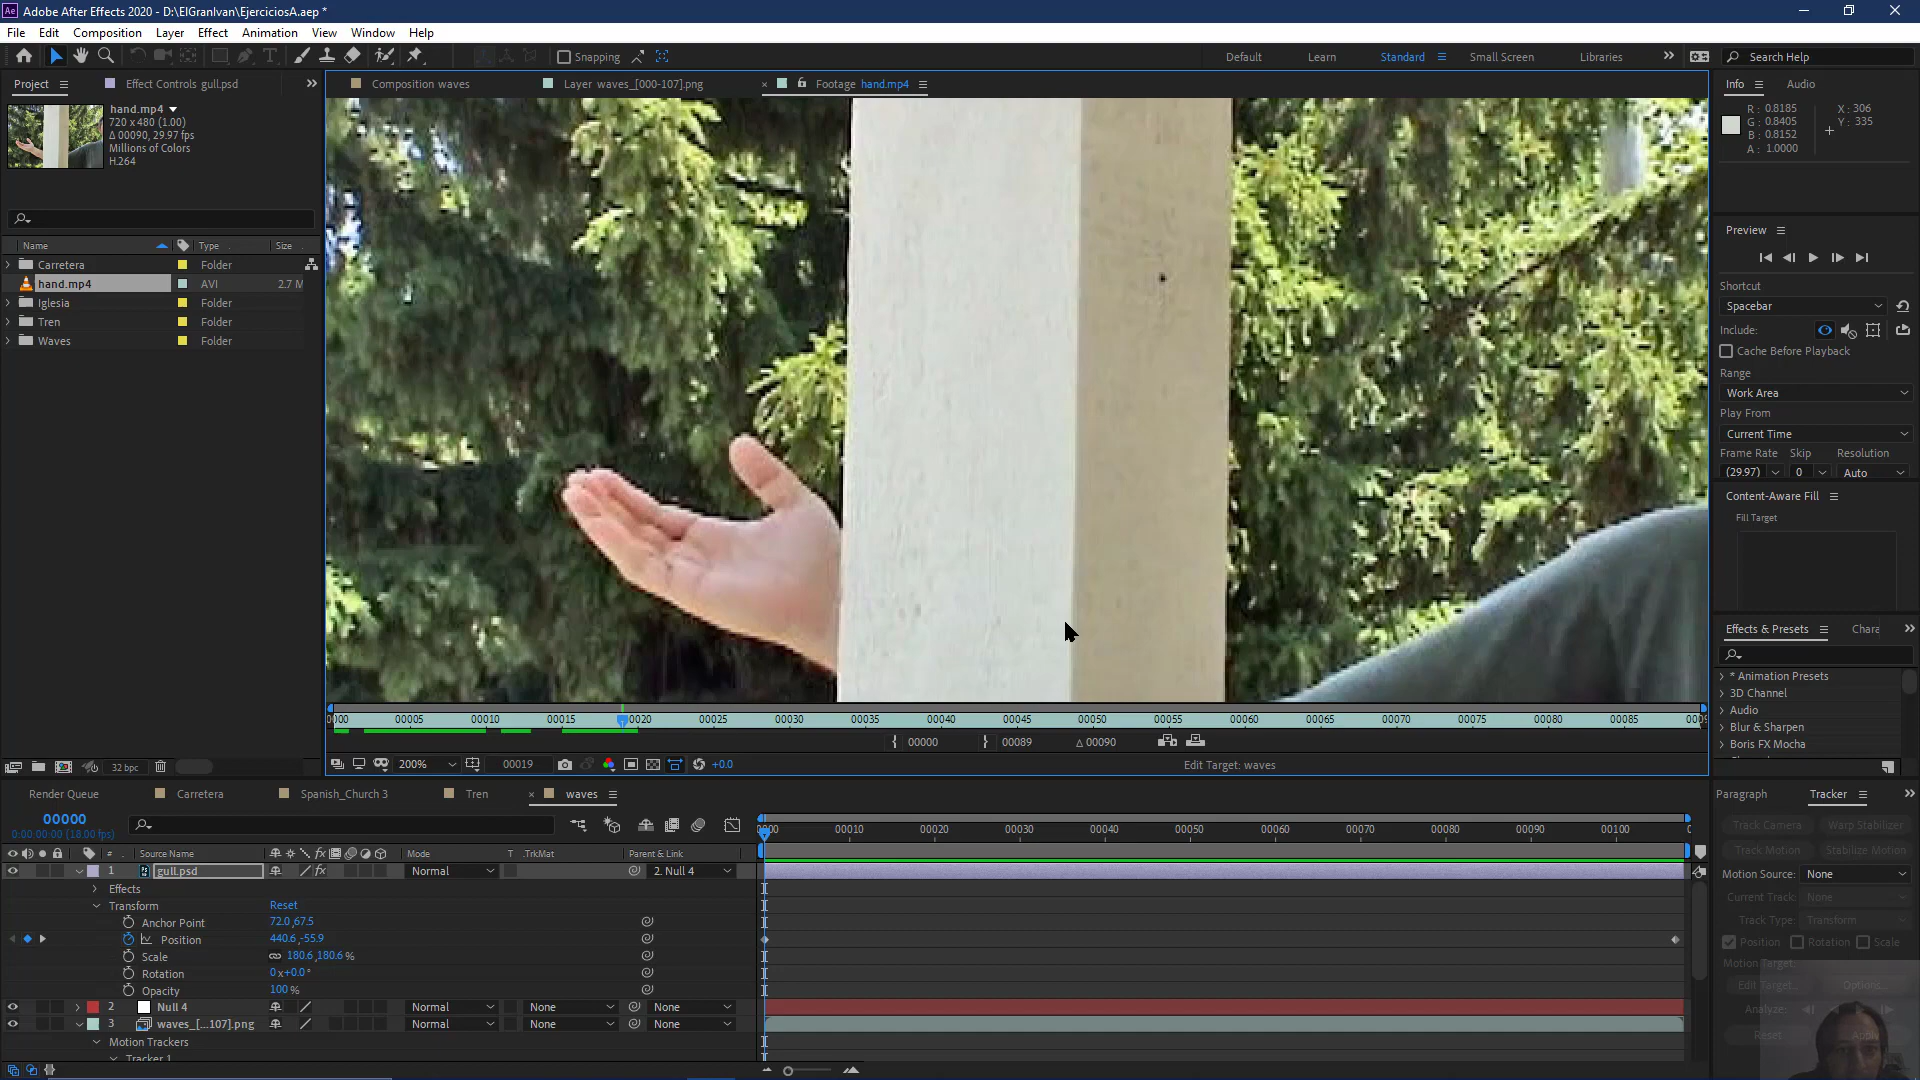 Adobe After Effects 2020 - D:\ElGranIvan\EjerciciosA.aep *
File Edit Composition Layer Effect Animation View Window Help
Snapping Default Learn Standard Small Screen Libraries Search Help
Project Effect Controls gull.psd Composition waves Layer waves_[000-107].png Footage hand.mp4
hand.mp4
720 x 480 (1.00)
Δ 00090, 29.97 fps
Millions of Colors
H.264
Name Type Size
Carretera Folder
hand.mp4 AVI 2.7 M
Iglesia Folder
Tren Folder
Waves Folder
32 bpc
00005 00010 00015 00020 00025 00030 00035 00040 00045 00050 00055 00060 00065 00070 00075 00080 00085
00000 00089 Δ 00090
200% 00019 +0.0 Edit Target: waves
Info Audio
R : 0.8185 X : 306
G : 0.8405 Y : 335
B : 0.8152
A : 1.0000
Preview
Shortcut
Spacebar
Include:
Cache Before Playback
Range
Work Area
Play From
Current Time
Frame Rate Skip Resolution
(29.97) 0 Auto
Content-Aware Fill
Fill Target
Effects & Presets Chara
* Animation Presets
3D Channel
Audio
Blur & Sharpen
Boris FX Mocha
Paragraph Tracker
Track Camera Warp Stabilizer
Track Motion Stabilize Motion
Motion Source: None
Current Track: None
Track Type: Transform
Position Rotation Scale
Motion Target:
Edit Target... Options...
Analyze:
Reset Apply
Render Queue Carretera Spanish_Church 3 Tren waves
00000
0:00:00:00 (18.00 fps)
00010 00020 00030 00040 00050 00060 00070 00080 00090 00100
# Source Name Mode T .TrkMat Parent & Link
1 gull.psd Normal 2. Null 4
Effects
Transform Reset
Anchor Point 72.0,67.5
Position 440.6,-55.9
Scale 180.6,180.6 %
Rotation 0 x+0.0 °
Opacity 100 %
2 Null 4 Normal None None
3 waves_[...107].png Normal None None
Motion Trackers
Tracker 1